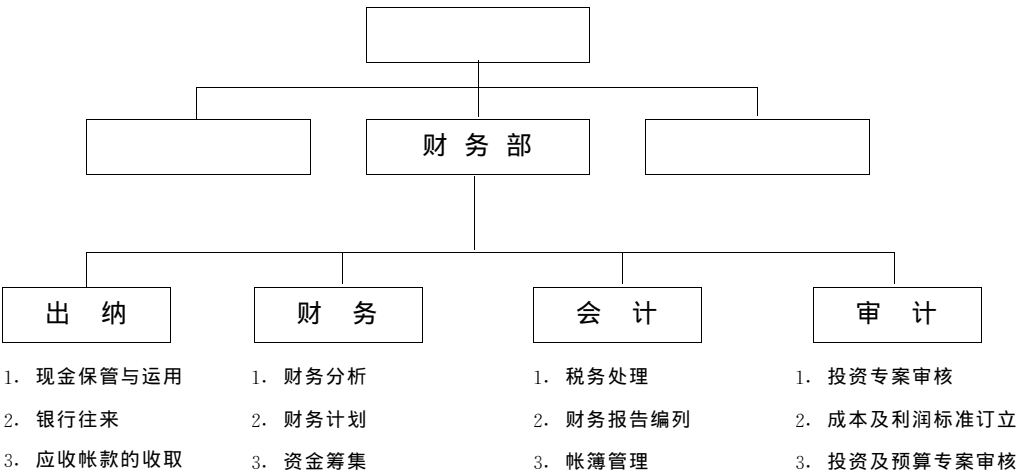 财务部
出纳
财务
会计
审计
1. 现金保管与运用
2. 银行往来
3. 应收帐款的收取
1. 财务分析
2. 财务计划
3. 资金筹集
1. 税务处理
2. 财务报告编列
3. 帐簿管理
1. 投资专案审核
2. 成本及利润标准订立
3. 投资及预算专案审核